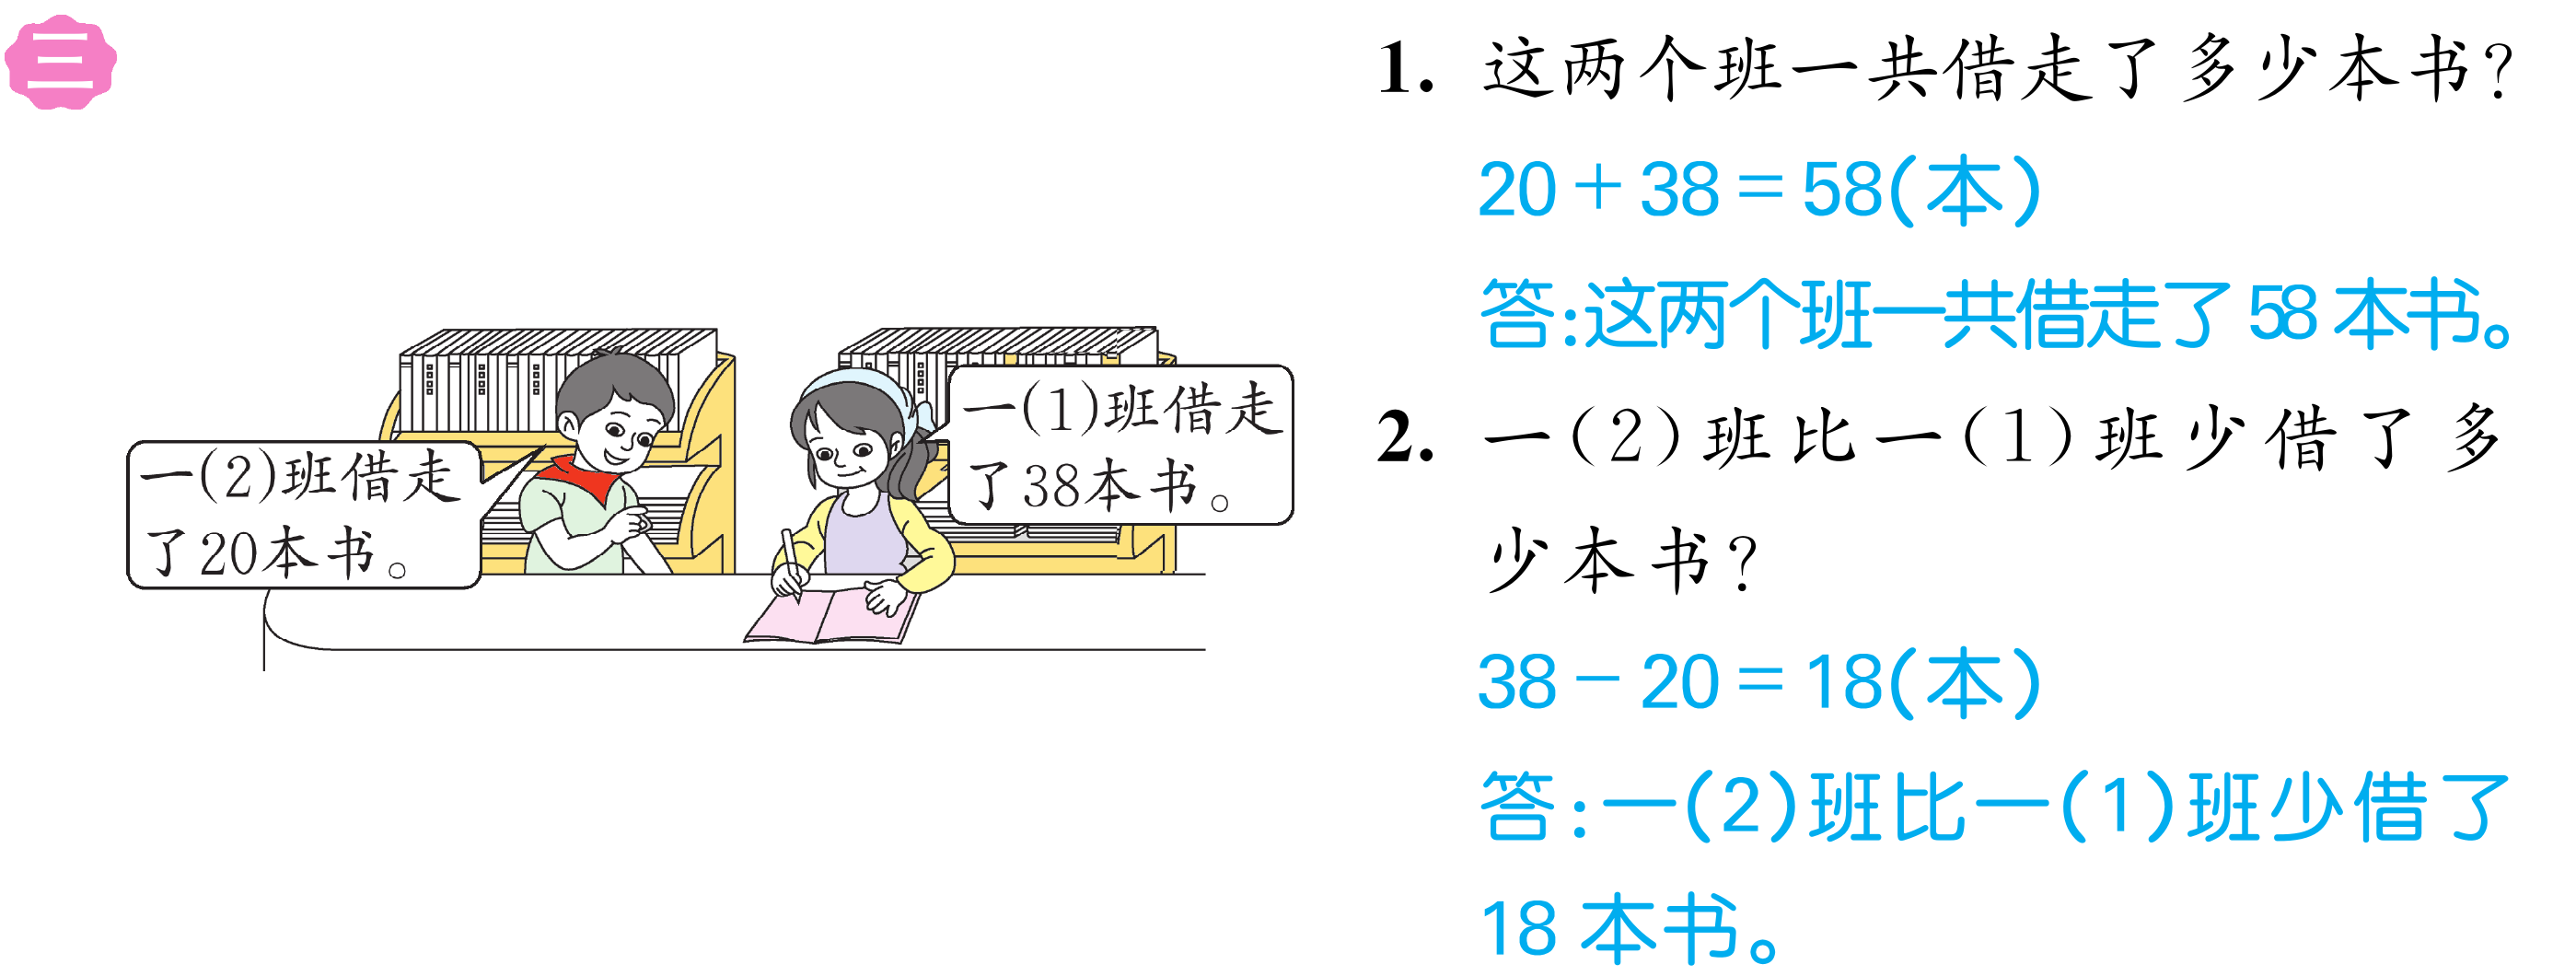 三
一(2)班借走
了20本书。
一(1)班借走
了38本书。
1. 这两个班一共借走了多少本书?
20+38=58(本)
答:这两个班一共借走了58本书。
2. 一(2)班比一(1)班少借了多
少本书?
38-20=18(本)
答:一(2)班比一(1)班少借了
18本书。